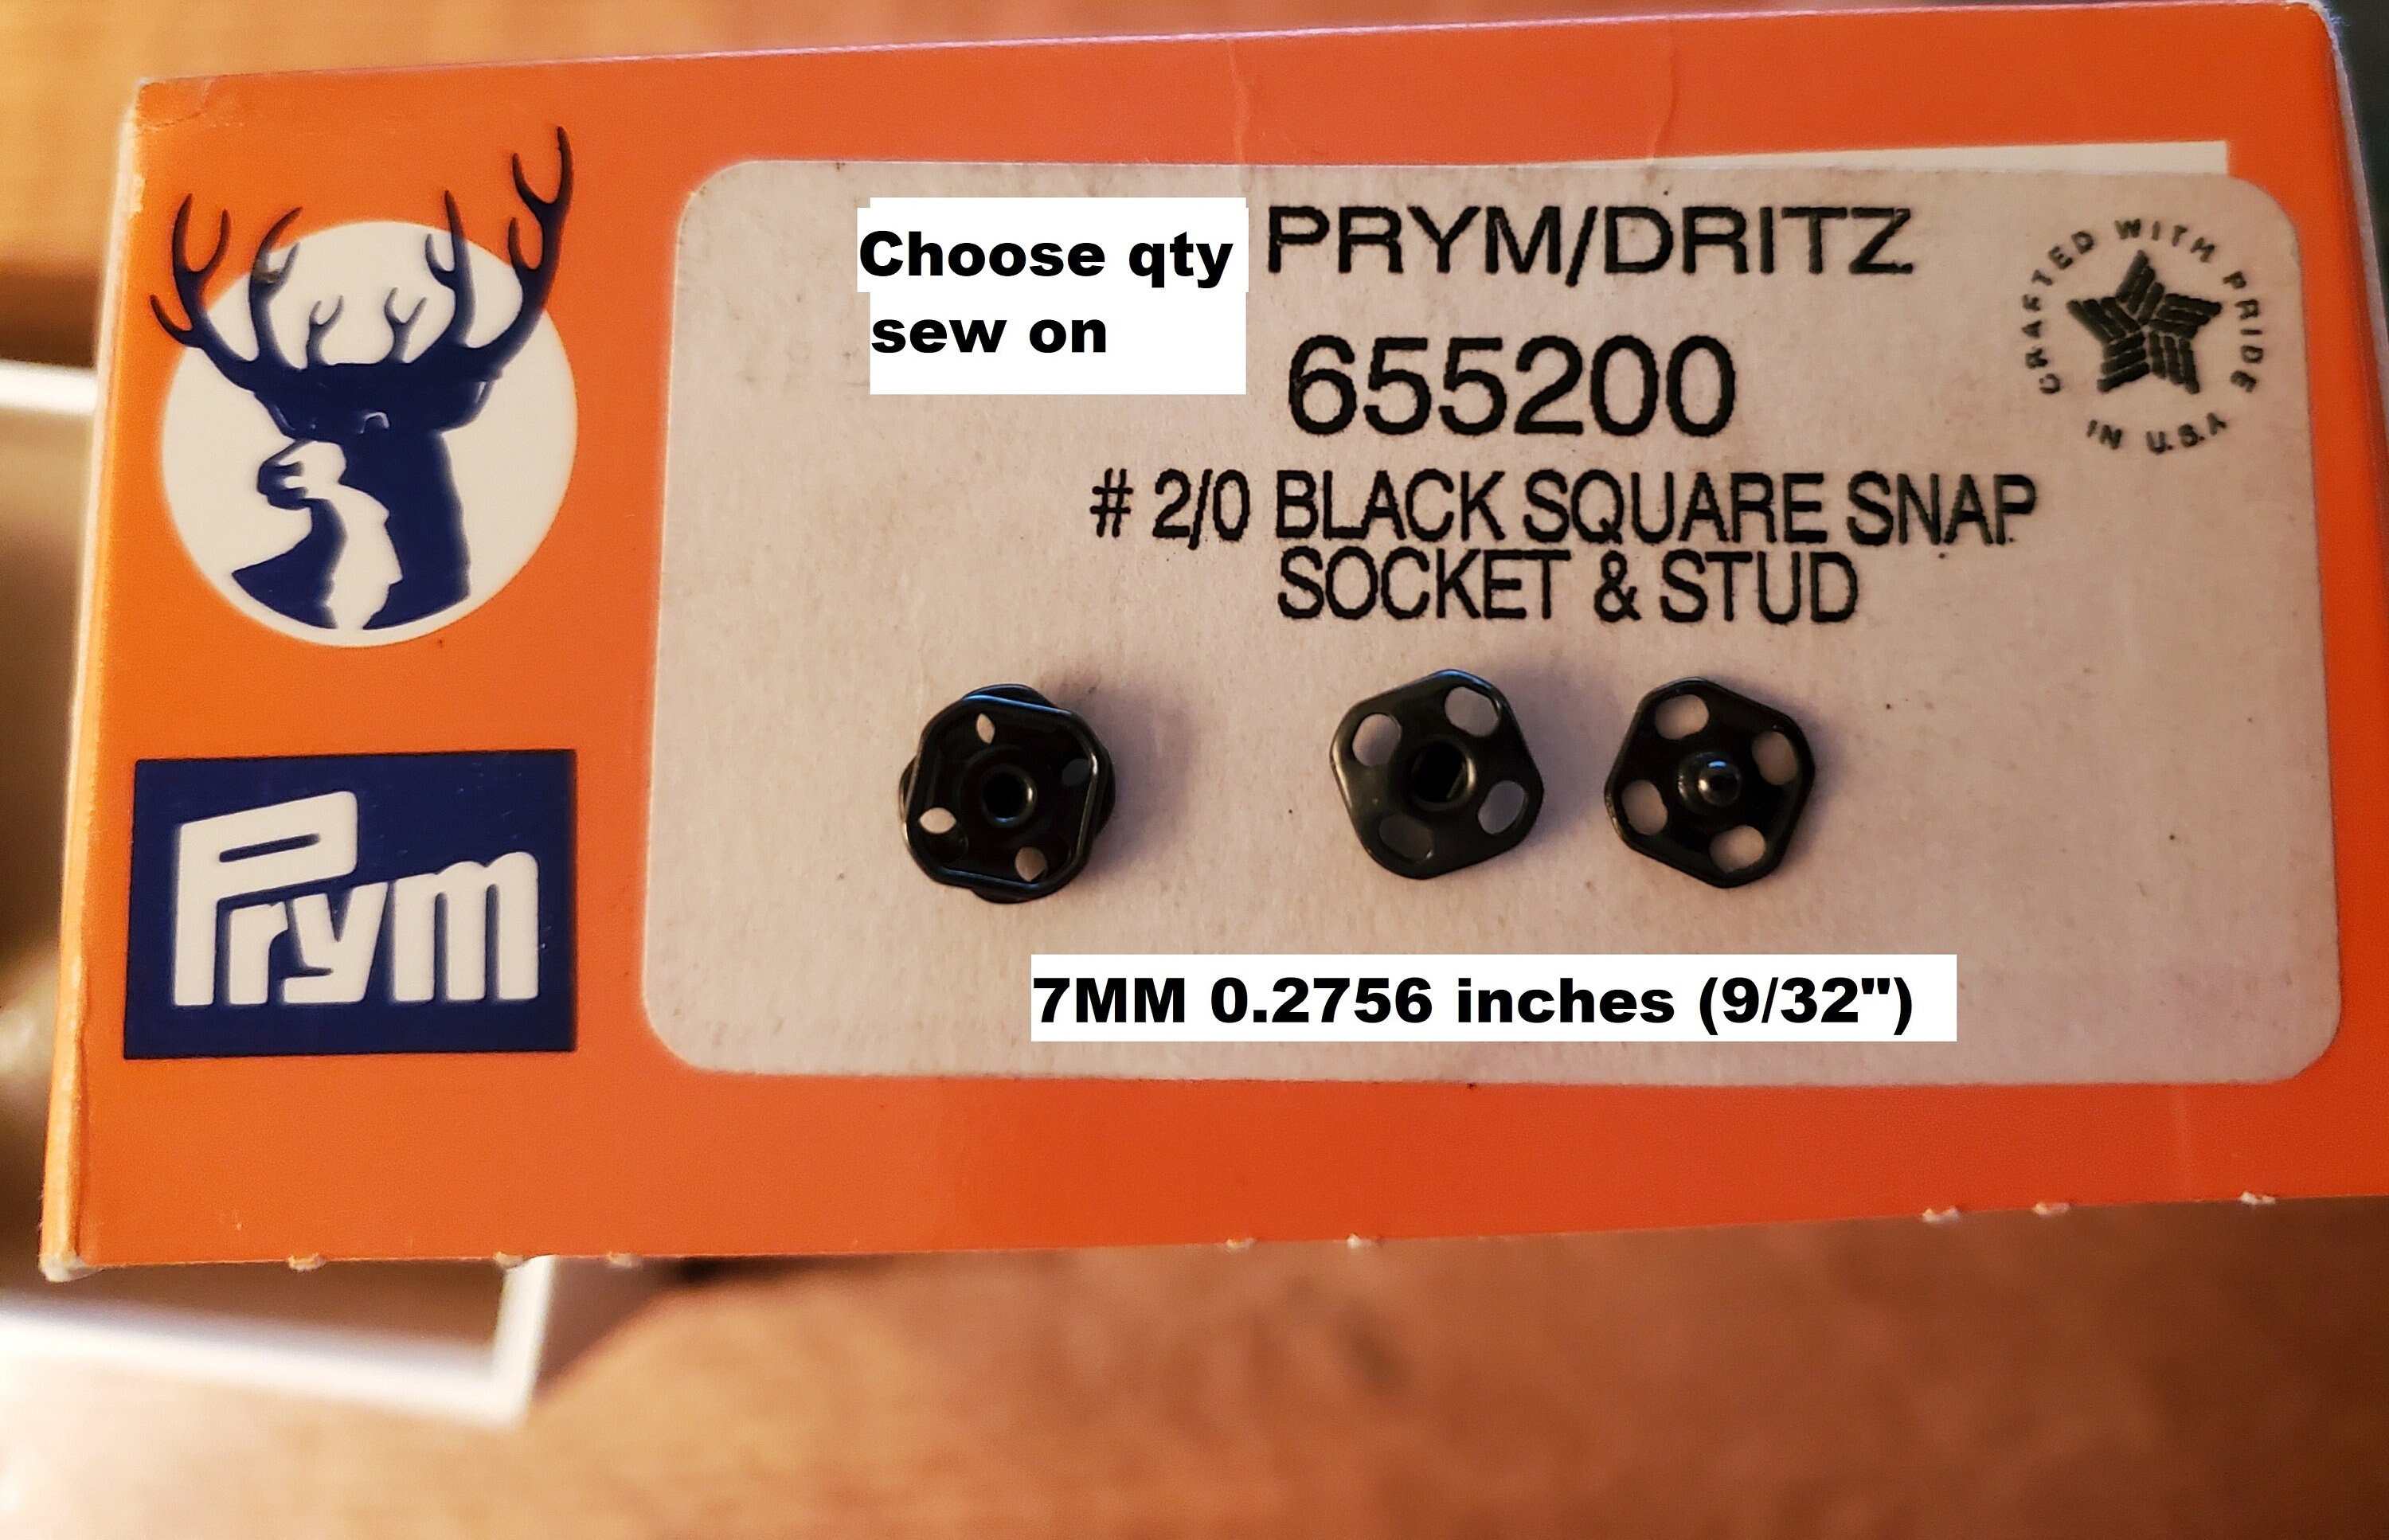 Choose qty
sew on
PRYM/DRITZ
655200
# 2/0 BLACK SQUARE SNAP
SOCKET & STUD
CRAFTED WITH PRIDE
IN U.S.A
Prym
7MM 0.2756 inches (9/32")